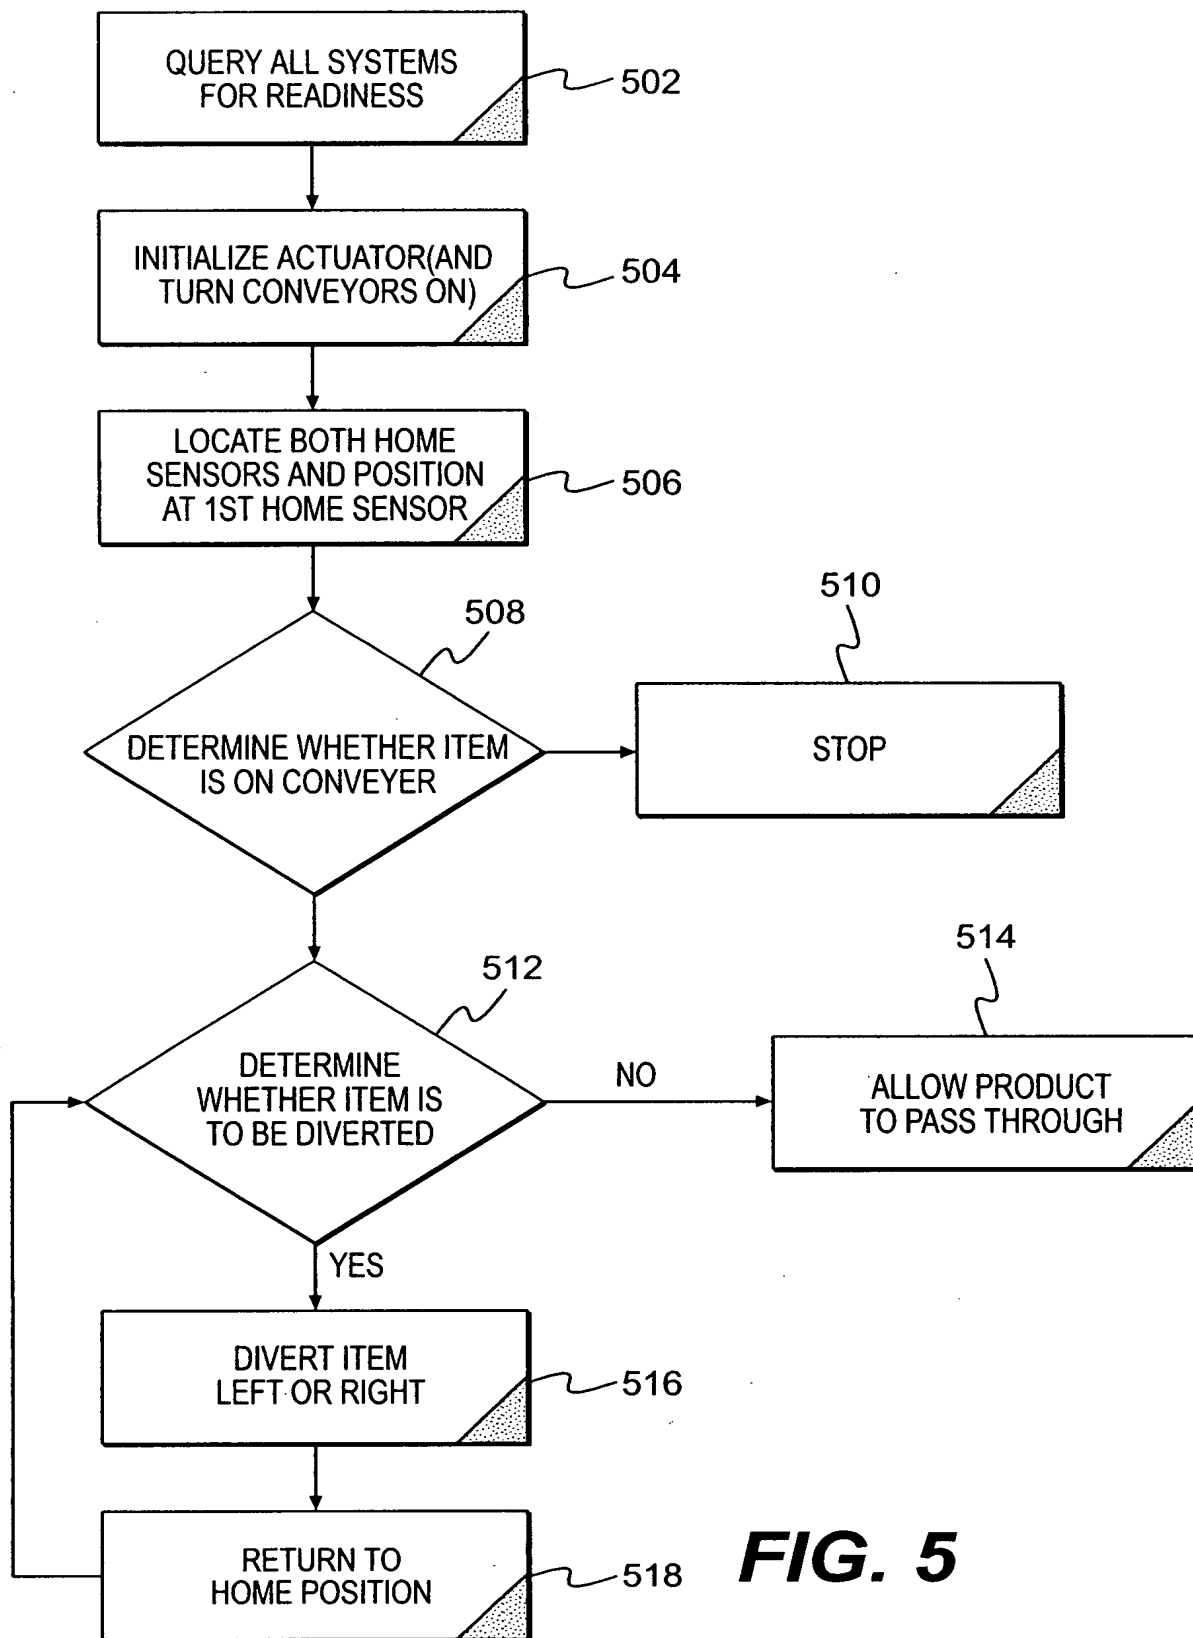 QUERY ALL SYSTEMS
FOR READINESS
502
INITIALIZE ACTUATOR(AND
TURN CONVEYORS ON)
504
LOCATE BOTH HOME
SENSORS AND POSITION
AT 1ST HOME SENSOR
506
508
DETERMINE WHETHER ITEM
IS ON CONVEYER
510
STOP
512
DETERMINE
WHETHER ITEM IS
TO BE DIVERTED
NO
514
ALLOW PRODUCT
TO PASS THROUGH
YES
DIVERT ITEM
LEFT OR RIGHT
516
RETURN TO
HOME POSITION
518
FIG. 5